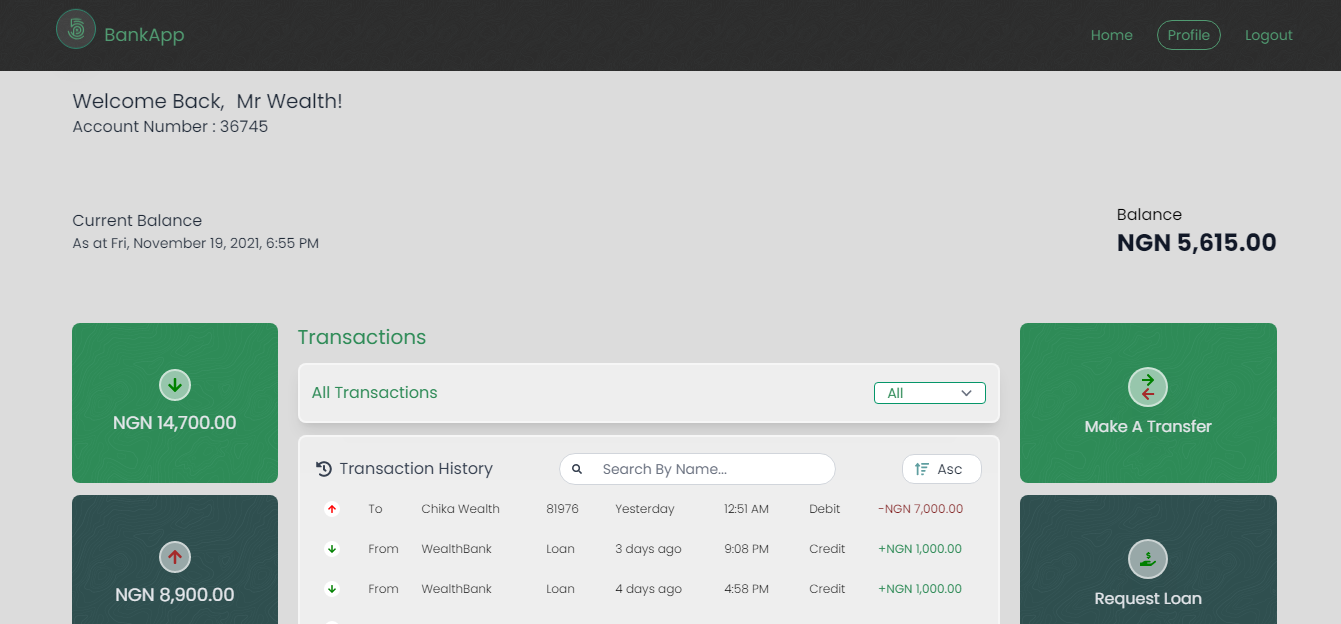 BankApp
Home Profile Logout
Welcome Back, Mr Wealth!
Account Number : 36745
Current Balance
As at Fri, November 19, 2021, 6:55 PM
Balance
NGN 5,615.00
NGN 14,700.00
NGN 8,900.00
Transactions
All Transactions All
Transaction History Search By Name... Asc
To Chika Wealth 81976 Yesterday 12:51 AM Debit -NGN 7,000.00
From WealthBank Loan 3 days ago 9:08 PM Credit +NGN 1,000.00
From WealthBank Loan 4 days ago 4:58 PM Credit +NGN 1,000.00
Make A Transfer
Request Loan